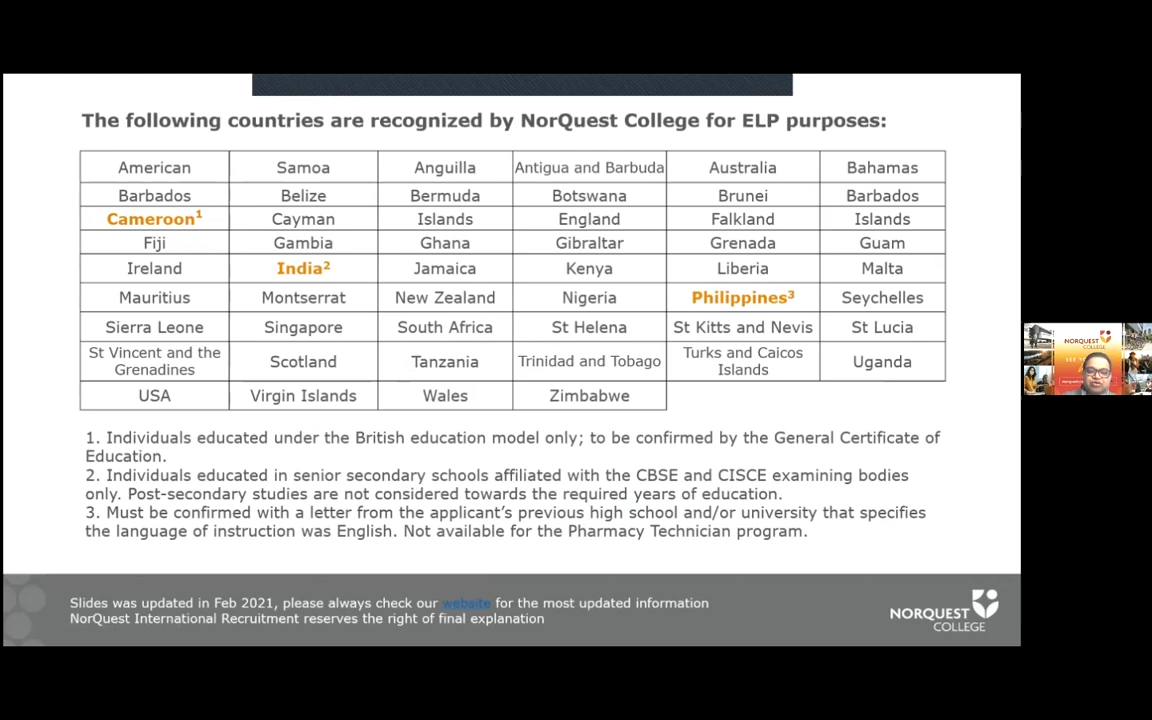 The following countries are recognized by NorQuest College for ELP purposes:
American Samoa Anguilla Antigua and Barbuda Australia Bahamas
Barbados Belize Bermuda Botswana Brunei Barbados
Cameroon¹ Cayman Islands England Falkland Islands
Fiji Gambia Ghana Gibraltar Grenada Guam
Ireland India² Jamaica Kenya Liberia Malta
Mauritius Montserrat New Zealand Nigeria Philippines³ Seychelles
Sierra Leone Singapore South Africa St Helena St Kitts and Nevis St Lucia
St Vincent and the
Grenadines
Scotland Tanzania Trinidad and Tobago
Turks and Caicos
Islands
Uganda
USA Virgin Islands Wales Zimbabwe
1. Individuals educated under the British education model only; to be confirmed by the General Certificate of
Education.
2. Individuals educated in senior secondary schools affiliated with the CBSE and CISCE examining bodies
only. Post-secondary studies are not considered towards the required years of education.
3. Must be confirmed with a letter from the applicant’s previous high school and/or university that specifies
the language of instruction was English. Not available for the Pharmacy Technician program.
Slides was updated in Feb 2021, please always check our website for the most updated information
NorQuest International Recruitment reserves the right of final explanation
NORQUEST
COLLEGE
NORQUEST
COLLEGE